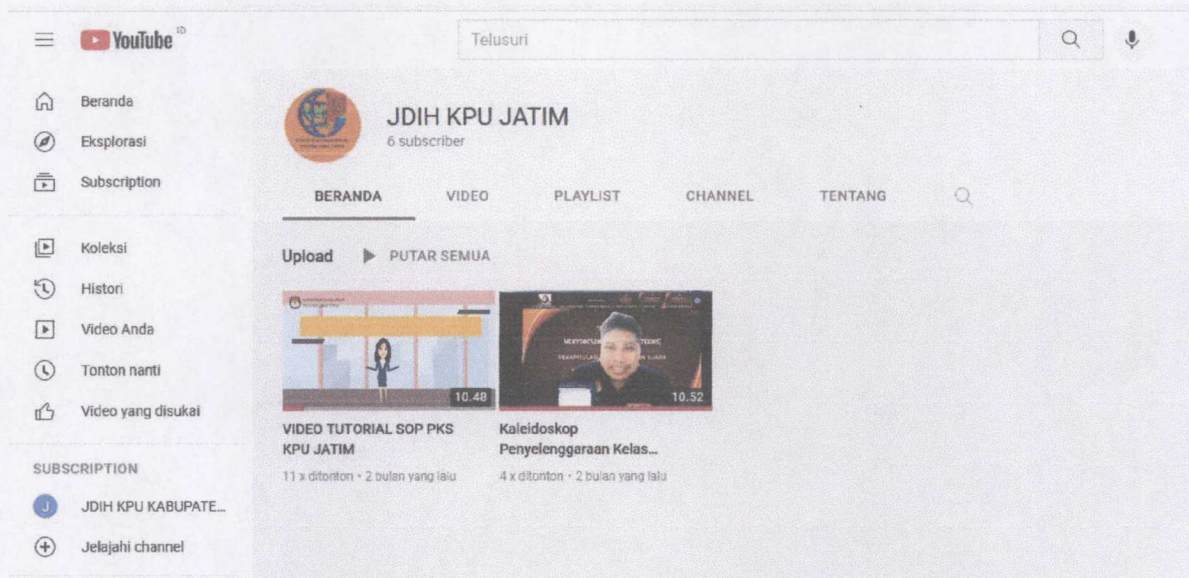 YouTube ID
Telusuri
Beranda
Eksplorasi
Subscription
Koleksi
Histori
Video Anda
Tonton nanti
Video yang disukai
SUBSCRIPTION
J JDIH KPU KABUPATE...
Jelajahi channel
JDIH KPU JATIM
6 subscriber
BERANDA VIDEO PLAYLIST CHANNEL TENTANG
Upload PUTAR SEMUA
10.48
10.52
VIDEO TUTORIAL SOP PKS
KPU JATIM
11 x ditonton • 2 bulan yang lalu
Kaleidoskop
Penyelenggaraan Kelas...
4 x ditonton • 2 bulan yang lalu